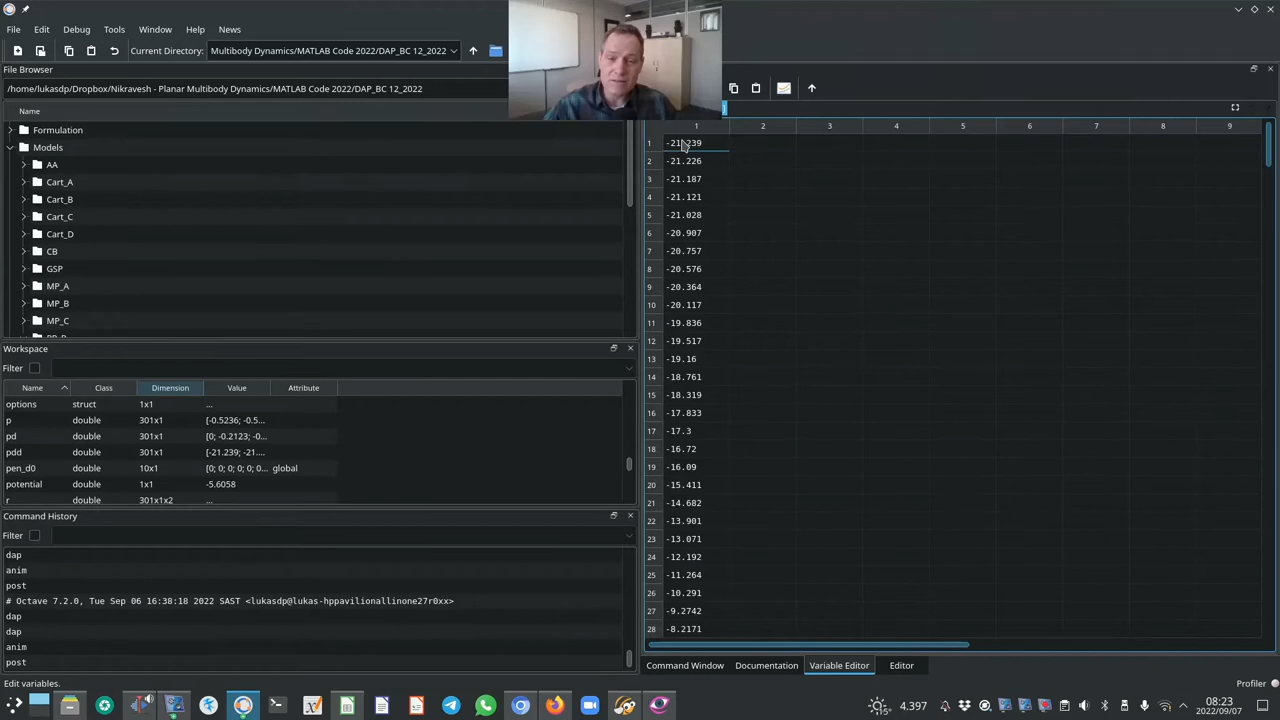 File Edit Debug Tools Window Help News
Current Directory: Multibody Dynamics/MATLAB Code 2022/DAP_BC 12_2022
File Browser
/home/lukasdp/Dropbox/Nikravesh - Planar Multibody Dynamics/MATLAB Code 2022/DAP_BC 12_2022
Name
Formulation
Models
AA
Cart_A
Cart_B
Cart_C
Cart_D
CB
GSP
MP_A
MP_B
MP_C
Workspace
Filter
Name Class Dimension Value Attribute
options struct 1x1 ...
p double 301x1 [-0.5236; -0.5...
pd double 301x1 [0; -0.2123; -0...
pdd double 301x1 [-21.239; -21....
pen_d0 double 10x1 [0; 0; 0; 0; 0, 0... global
potential double 1x1 -5.6058
r double 301x1x2 ...
Command History
Filter
dap
anim
post
# Octave 7.2.0, Tue Sep 06 16:38:18 2022 SAST <lukasdp@lukas-hppavilionallinone27r0xx>
dap
dap
anim
post
1 2 3 4 5 6 7 8 9
1 -21.239
2 -21.226
3 -21.187
4 -21.121
5 -21.028
6 -20.907
7 -20.757
8 -20.576
9 -20.364
10 -20.117
11 -19.836
12 -19.517
13 -19.16
14 -18.761
15 -18.319
16 -17.833
17 -17.3
18 -16.72
19 -16.09
20 -15.411
21 -14.682
22 -13.901
23 -13.071
24 -12.192
25 -11.264
26 -10.291
27 -9.2742
28 -8.2171
Command Window Documentation Variable Editor Editor
Edit variables.
Profiler
15° 4.397 08:23
2022/09/07